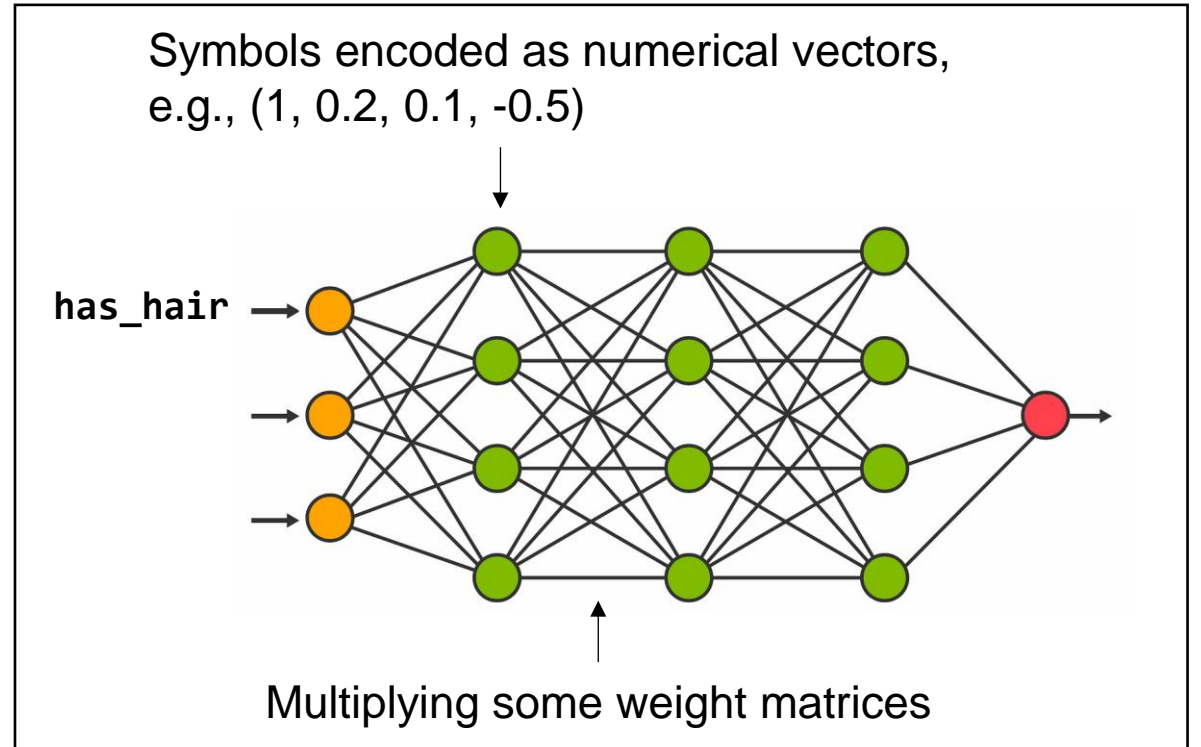 Symbols encoded as numerical vectors,
e.g., (1, 0.2, 0.1, -0.5)
has_hair
Multiplying some weight matrices